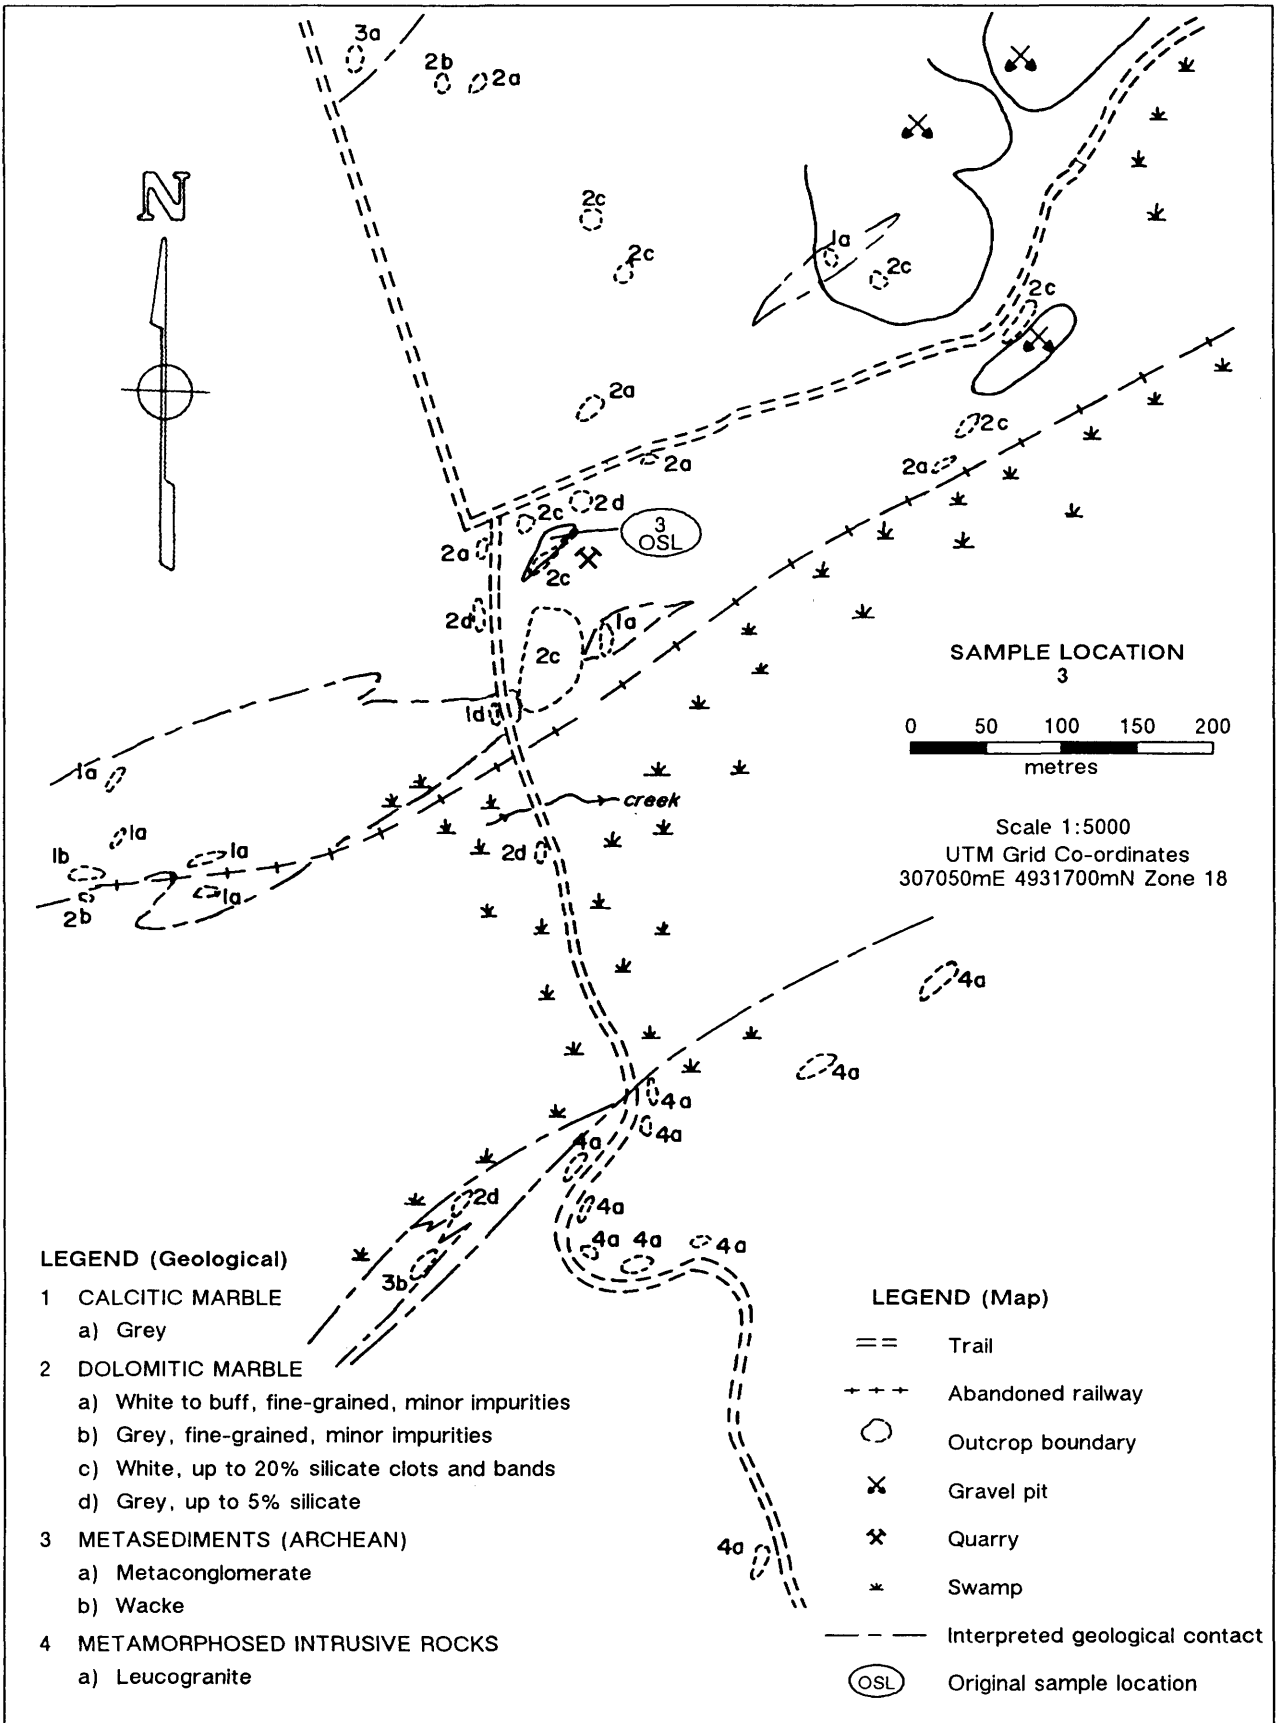 3a
2b
2a
N
2c
2c
1a
2c
2c
2a
2c
2a
2a
2d
2c
3
OSL
2a
2c
2d
1a
2c
SAMPLE LOCATION
3
1d
0 50 100 150 200
metres
1a
creek
Scale 1:5000
UTM Grid Co-ordinates
307050mE 4931700mN Zone 18
1a
1b
1a
2d
1a
2b
4a
4a
4a
4a
4a
2d
4a
4a
4a
4a
3b
LEGEND (Geological)
1 CALCITIC MARBLE
a) Grey
2 DOLOMITIC MARBLE
a) White to buff, fine-grained, minor impurities
b) Grey, fine-grained, minor impurities
c) White, up to 20% silicate clots and bands
d) Grey, up to 5% silicate
3 METASEDIMENTS (ARCHEAN)
a) Metaconglomerate
b) Wacke
4 METAMORPHOSED INTRUSIVE ROCKS
a) Leucogranite
4a
LEGEND (Map)
Trail
Abandoned railway
Outcrop boundary
Gravel pit
Quarry
Swamp
Interpreted geological contact
OSL Original sample location